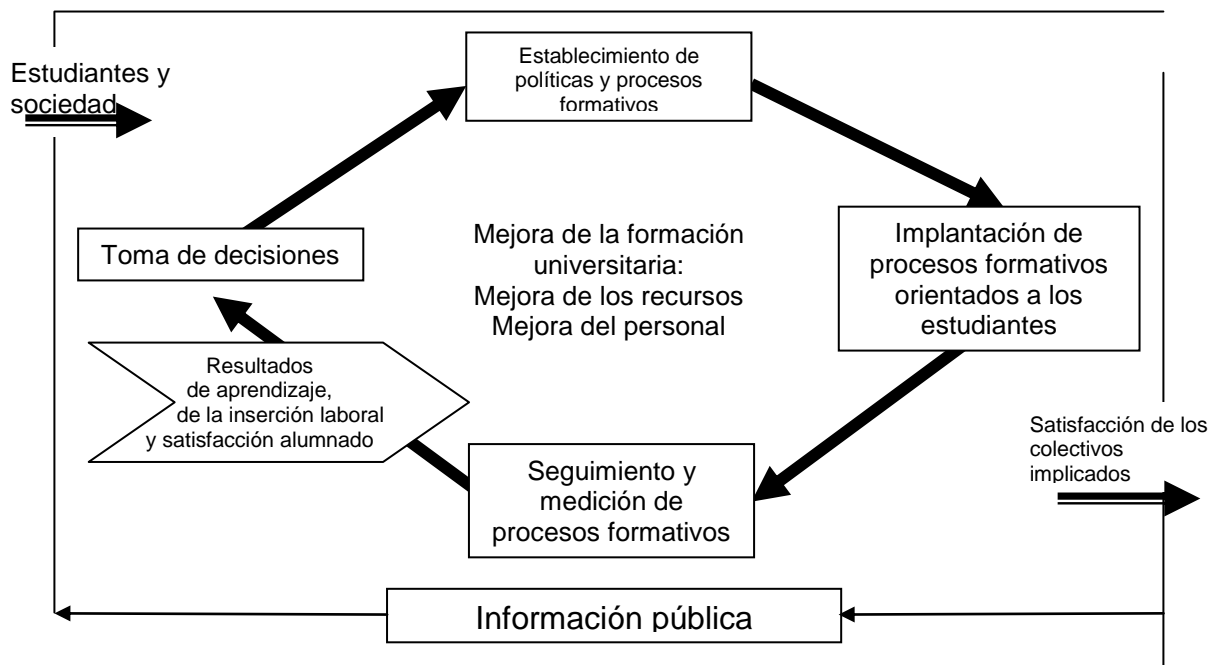 Establecimiento de
políticas y procesos
formativos
Estudiantes y
sociedad
Toma de decisiones
Mejora de la formación
universitaria:
Mejora de los recursos
Mejora del personal
Implantación de
procesos formativos
orientados a los
estudiantes
Resultados
de aprendizaje,
de la inserción laboral
y satisfacción alumnado
Seguimiento y
medición de
procesos formativos
Satisfacción de los
colectivos
implicados
Información pública